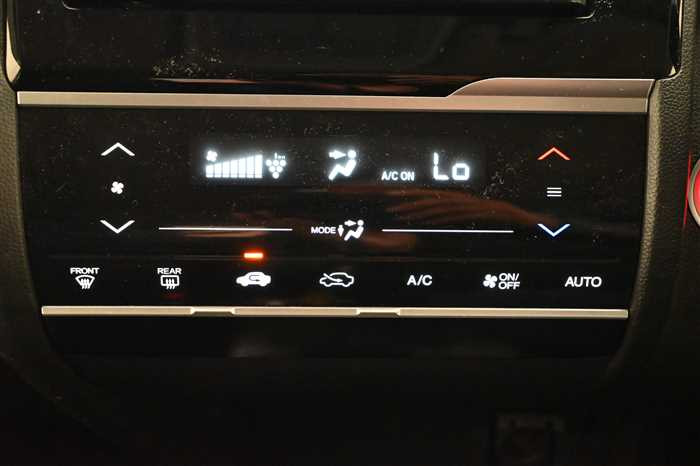 A/C ON Lo
MODE
FRONT REAR A/C ON/OFF AUTO